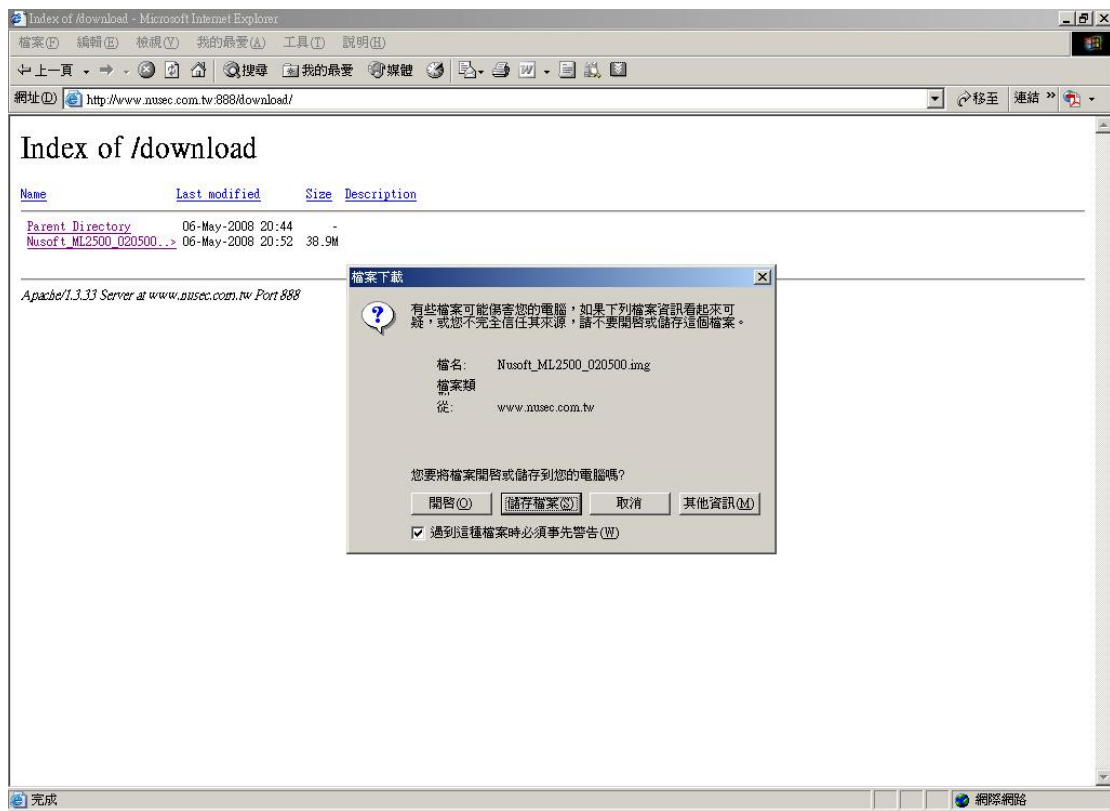 Index of /download - Microsoft Internet Explorer
檔案(F) 編輯(E) 檢視(V) 我的最愛(A) 工具(T) 說明(H)
上一頁 搜尋 我的最愛 媒體
網址(D) http://www.nusec.com.tw:888/download/ 移至 連結 »
Index of /download
Name Last modified Size Description
Parent Directory 06-May-2008 20:44 -
Nusoft_ML2500_020500..> 06-May-2008 20:52 38.9M
Apache/1.3.33 Server at www.nusec.com.tw Port 888
檔案下載
有些檔案可能傷害您的電腦，如果下列檔案資訊看起來可
疑，或您不完全信任其來源，請不要開啓或儲存這個檔案。
檔名: Nusoft_ML2500_020500.img
檔案類
從: www.nusec.com.tw
您要將檔案開啓或儲存到您的電腦嗎?
開啓(O) 儲存檔案(S) 取消 其他資訊(M)
遇到這種檔案時必須事先警告(W)
完成 網際網路